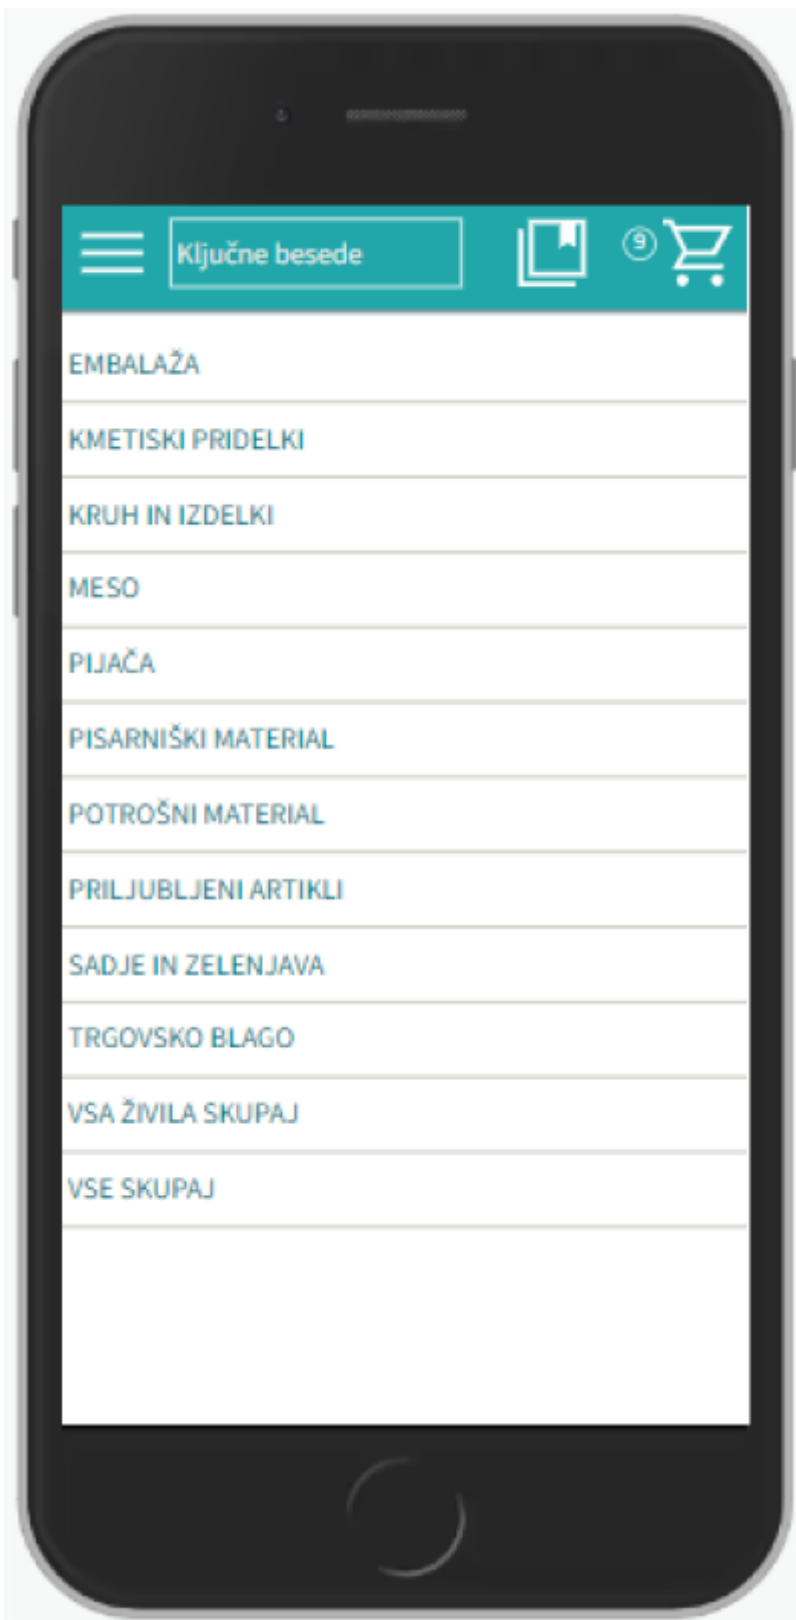 Ključne besede
9
EMBALAŽA
KMETISKI PRIDELKI
KRUH IN IZDELKI
MESO
PIJAČA
PISARNIŠKI MATERIAL
POTROŠNI MATERIAL
PRILJUBLJENI ARTIKLI
SADJE IN ZELENJAVA
TRGOVSKO BLAGO
VSA ŽIVILA SKUPAJ
VSE SKUPAJ